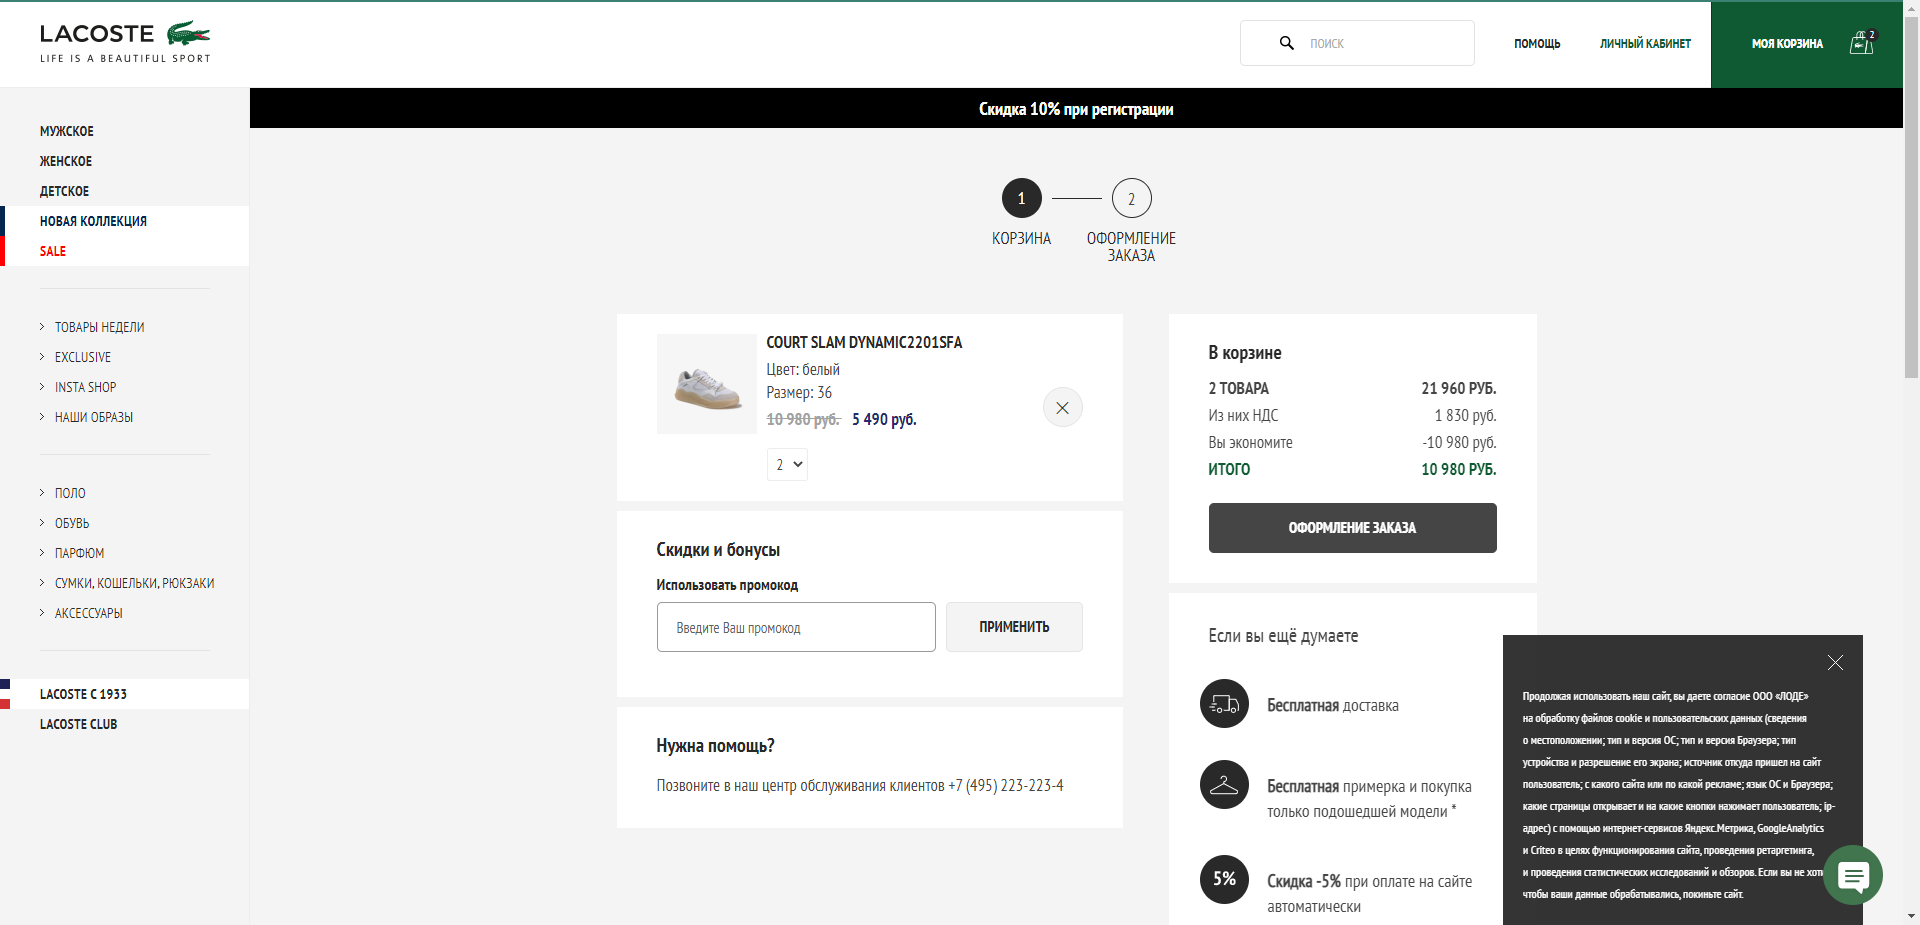 LACOSTE
LIFE IS A BEAUTIFUL SPORT
ПОИСК
ПОМОЩЬ
ЛИЧНЫЙ КАБИНЕТ
МОЯ КОРЗИНА
2
МУЖСКОЕ
ЖЕНСКОЕ
ДЕТСКОЕ
НОВАЯ КОЛЛЕКЦИЯ
SALE
ТОВАРЫ НЕДЕЛИ
EXCLUSIVE
INSTA SHOP
НАШИ ОБРАЗЫ
ПОЛО
ОБУВЬ
ПАРФЮМ
СУМКИ, КОШЕЛЬКИ, РЮКЗАКИ
АКСЕССУАРЫ
LACOSTE С 1933
LACOSTE CLUB
Скидка 10% при регистрации
1
2
КОРЗИНА
ОФОРМЛЕНИЕ
ЗАКАЗА
COURT SLAM DYNAMIC2201SFA
Цвет: белый
Размер: 36
10 980 руб. 5 490 руб.
2
Скидки и бонусы
Использовать промокод
Введите Ваш промокод
ПРИМЕНИТЬ
Нужна помощь?
Позвоните в наш центр обслуживания клиентов +7 (495) 223-223-4
В корзине
2 ТОВАРА 21 960 РУБ.
Из них НДС 1 830 руб.
Вы экономите -10 980 руб.
ИТОГО 10 980 РУБ.
ОФОРМЛЕНИЕ ЗАКАЗА
Если вы ещё думаете
Бесплатная доставка
Бесплатная примерка и покупка
только подошедшей модели *
5%
Скидка -5% при оплате на сайте
автоматически
Продолжая использовать наш сайт, вы даете согласие ООО «ЛОДЕ»
на обработку файлов cookie и пользовательских данных (сведения
о местоположении; тип и версия ОС; тип и версия Браузера; тип
устройства и разрешение его экрана; источник откуда пришел на сайт
пользователь; с какого сайта или по какой рекламе; язык ОС и Браузера;
какие страницы открывает и на какие кнопки нажимает пользователь; ip-
адрес) с помощью интернет-сервисов Яндекс.Метрика, GoogleAnalytics
и Criteo в целях функционирования сайта, проведения ретаргетинга,
и проведения статистических исследований и обзоров. Если вы не хоти
чтобы ваши данные обрабатывались, покиньте сайт.